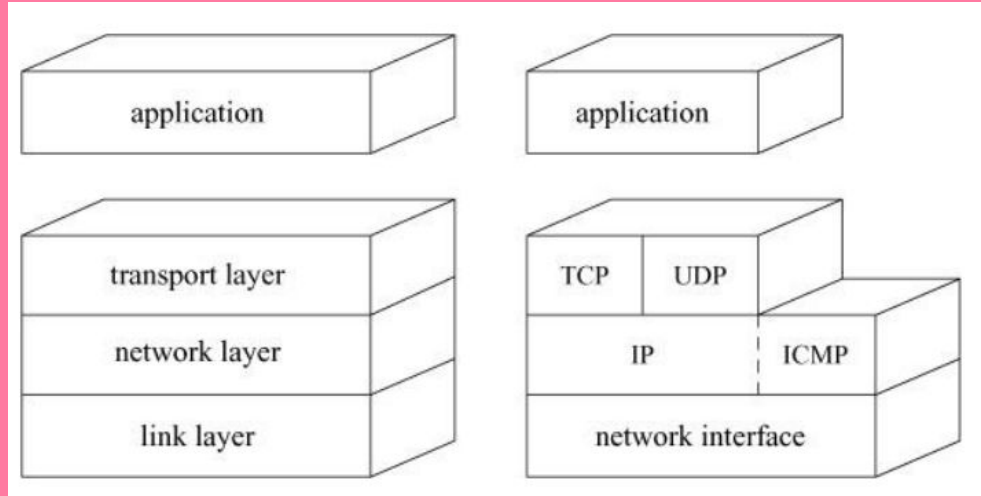 application
transport layer
network layer
link layer
application
TCP UDP
IP ICMP
network interface